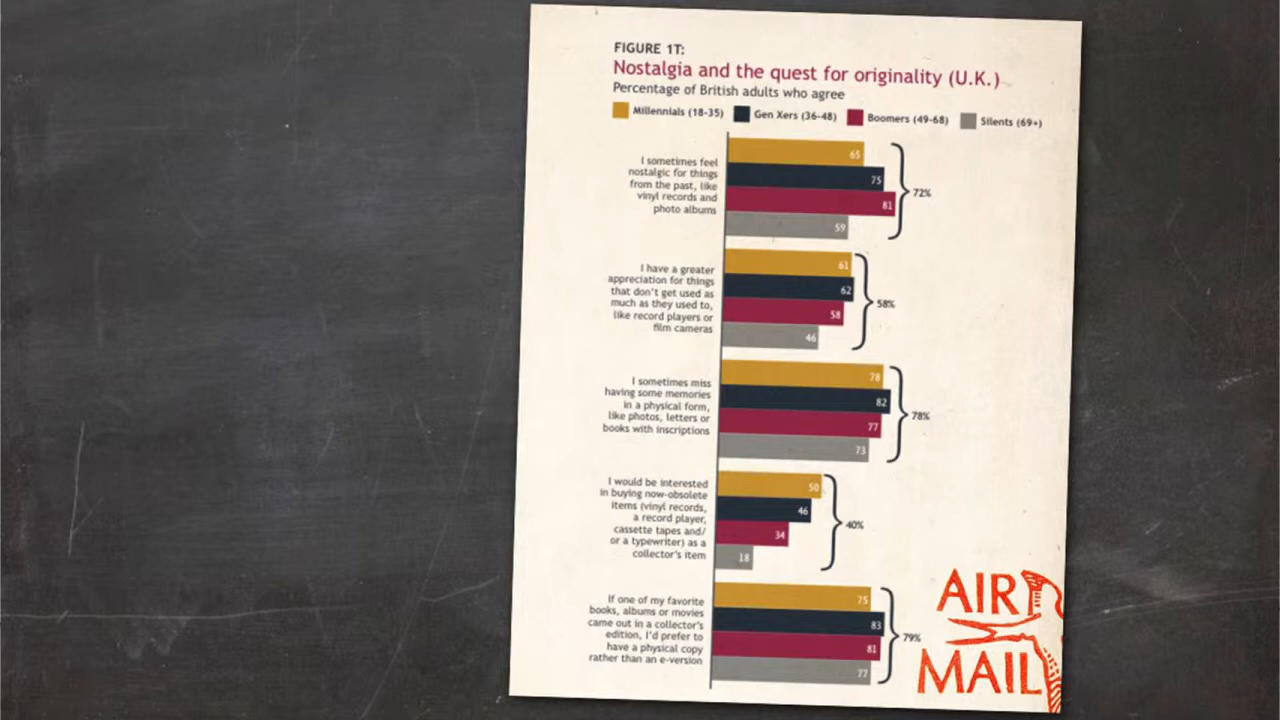 FIGURE 1T:
Nostalgia and the quest for originality (U.K.)
Percentage of British adults who agree
Millennials (18-35) Gen Xers (36-48) Boomers (49-68) Silents (69+)
I sometimes feel
nostalgic for things
from the past, like
vinyl records and
photo albums
65
75
81
59
72%
I have a greater
appreciation for things
that don't get used as
much as they used to,
like record players or
film cameras
61
62
58
46
58%
I sometimes miss
having some memories
in a physical form,
like photos, letters or
books with inscriptions
78
82
77
73
78%
I would be interested
in buying now-obsolete
items (vinyl records,
a record player,
cassette tapes and/
or a typewriter) as a
collector's item
50
46
34
18
40%
If one of my favorite
books, albums or movies
came out in a collector's
edition, I'd prefer to
have a physical copy
rather than an e-version
75
83
81
77
79%
AIR
MAIL